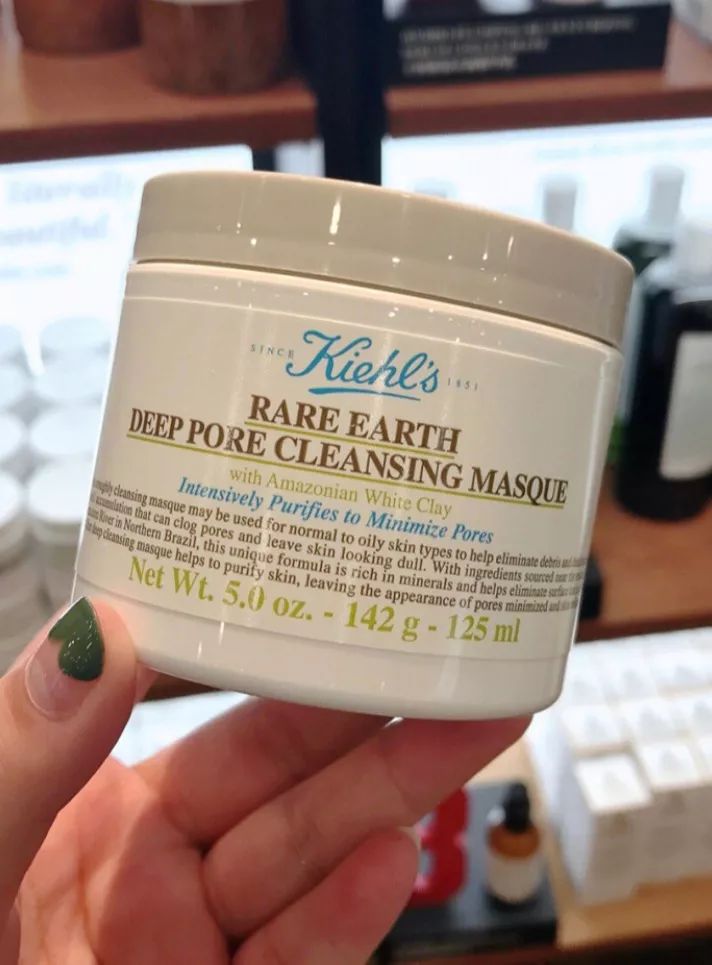 SINCE Kiehl's 1851
RARE EARTH
DEEP PORE CLEANSING MASQUE
with Amazonian White Clay
Intensively Purifies to Minimize Pores
cleansing masque may be used for normal to oily skin types to help eliminate debris and
accumulation that can clog pores and leave skin looking dull. With ingredients sourced near the
River in Northern Brazil, this unique formula is rich in minerals and helps eliminate surface
deep cleansing masque helps to purify skin, leaving the appearance of pores minimized and
Net Wt. 5.0 oz. - 142 g - 125 ml